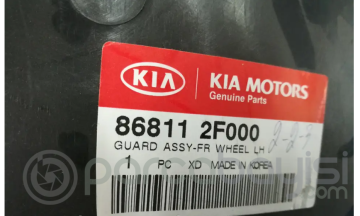 KIA
KIA MOTORS
Genuine Parts
86811 2F000
GUARD ASSY-FR WHEEL LH
1 PC XD MADE IN KOREA